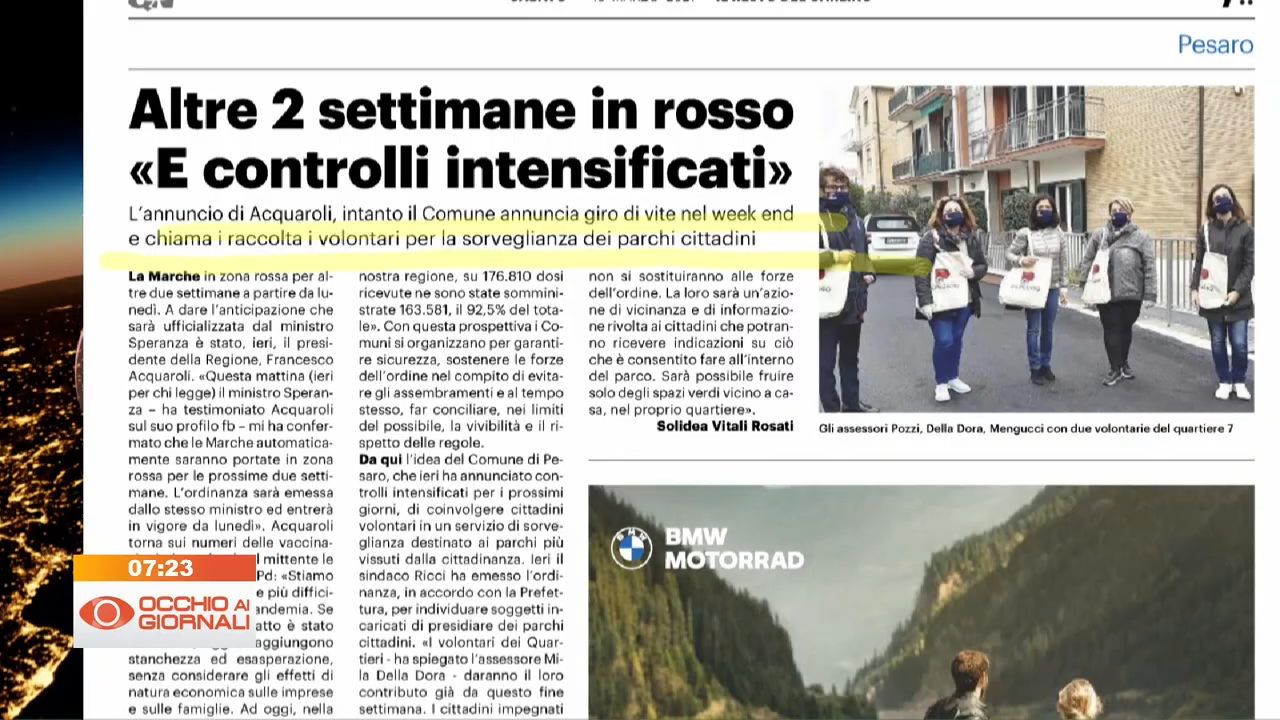 Pesaro
Altre 2 settimane in rosso
«E controlli intensificati»
L'annuncio di Acquaroli, intanto il Comune annuncia giro di vite nel week end
e chiama i raccolta i volontari per la sorveglianza dei parchi cittadini
La Marche in zona rossa per al-
tre due settimane a partire da lu-
nedì. A dare l'anticipazione che
sarà ufficializzata dal ministro
Speranza è stato, ieri, il presi-
dente della Regione, Francesco
Acquaroli. «Questa mattina (ieri
per chi legge) il ministro Speran-
za – ha testimoniato Acquaroli
sul suo profilo fb – mi ha confer-
mato che le Marche automatica-
mente saranno portate in zona
rossa per le prossime due setti-
mane. L'ordinanza sarà emessa
dallo stesso ministro ed entrerà
in vigore da lunedì». Acquaroli
torna sui numeri delle vaccina-
l mittente le
Pd: «Stiamo
e più diffici-
andemia. Se
atto è stato
aggiungono
stanchezza ed esasperazione,
senza considerare gli effetti di
natura economica sulle imprese
e sulle famiglie. Ad oggi, nella
nostra regione, su 176.810 dosi
ricevute ne sono state sommini-
strate 163.581, il 92,5% del tota-
le». Con questa prospettiva i Co-
muni si organizzano per garanti-
re sicurezza, sostenere le forze
dell'ordine nel compito di evita-
re gli assembramenti e al tempo
stesso, far conciliare, nei limiti
del possibile, la vivibilità e il ri-
spetto delle regole.
Da qui l'idea del Comune di Pe-
saro, che ieri ha annunciato con-
trolli intensificati per i prossimi
giorni, di coinvolgere cittadini
volontari in un servizio di sorve-
glianza destinato ai parchi più
vissuti dalla cittadinanza. Ieri il
sindaco Ricci ha emesso l'ordi-
nanza, in accordo con la Prefet-
tura, per individuare soggetti in-
caricati di presidiare dei parchi
cittadini. «I volontari dei Quar-
tieri - ha spiegato l'assessore Mi-
la Della Dora - daranno il loro
contributo già da questo fine
settimana. I cittadini impegnati
non si sostituiranno alle forze
dell'ordine. La loro sarà un'azio-
ne di vicinanza e di informazio-
ne rivolta ai cittadini che potran-
no ricevere indicazioni su ciò
che è consentito fare all'interno
del parco. Sarà possibile fruire
solo degli spazi verdi vicino a ca-
sa, nel proprio quartiere».
Solidea Vitali Rosati
Gli assessori Pozzi, Della Dora, Mengucci con due volontarie del quartiere 7
BMW
MOTORRAD
07:23
OCCHIO AI
GIORNALI